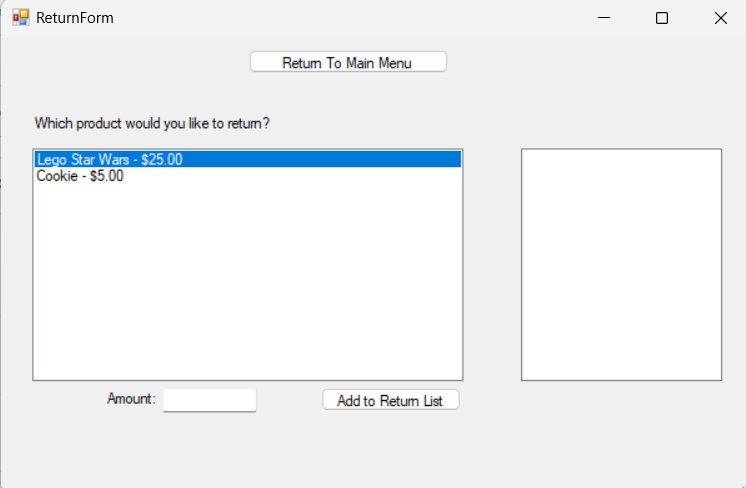 ReturnForm
Return To Main Menu
Which product would you like to return?
Lego Star Wars - $25.00
Cookie - $5.00
Amount:
Add to Return List